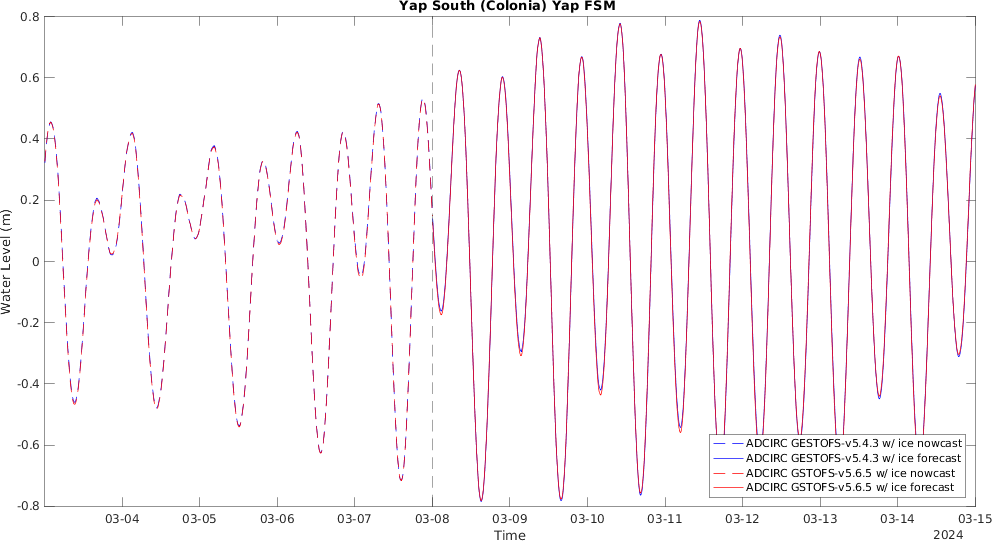 Yap South (Colonia) Yap FSM
0.8
0.6
0.4
0.2
0
-0.2
-0.4
-0.6
-0.8
Water Level (m)
ADCIRC GESTOFS-v5.4.3 w/ ice nowcast
ADCIRC GESTOFS-v5.4.3 w/ ice forecast
ADCIRC GSTOFS-v5.6.5 w/ ice nowcast
ADCIRC GSTOFS-v5.6.5 w/ ice forecast
03-04 03-05 03-06 03-07 03-08 03-09 03-10 03-11 03-12 03-13 03-14 03-15
Time
2024